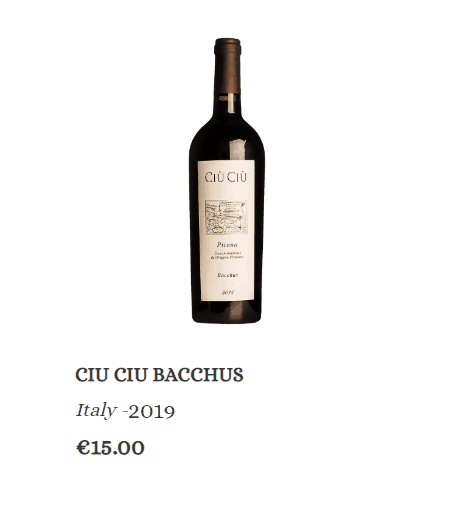 CIÙ CIÙ
Piceno
Bacchus
CIU CIU BACCHUS
Italy -2019
€15.00